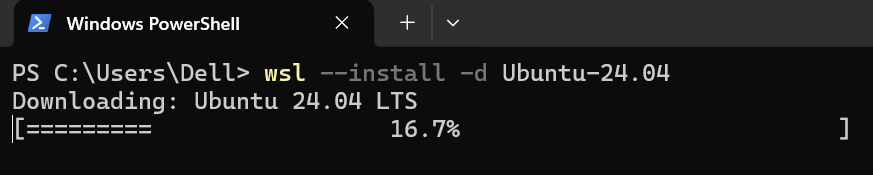 Windows PowerShell
PS C:\Users\Dell> wsl --install -d Ubuntu-24.04
Downloading: Ubuntu 24.04 LTS
[=========                 16.7%                           ]